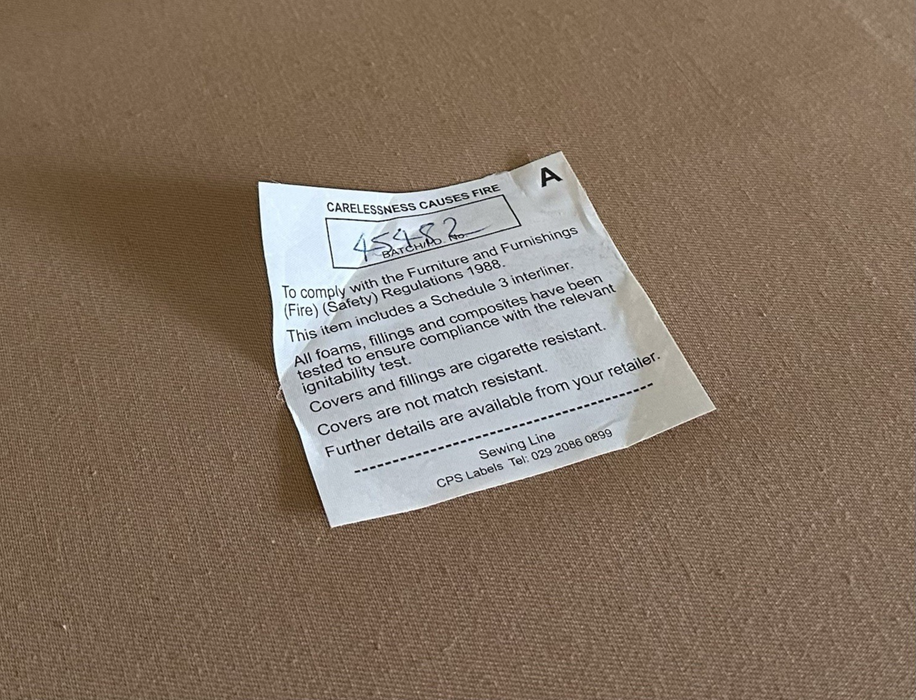 A
CARELESSNESS CAUSES FIRE
45482
BATCH/I.D. No.
To comply with the Furniture and Furnishings
(Fire) (Safety) Regulations 1988.
This item includes a Schedule 3 interliner.
All foams, fillings and composites have been
tested to ensure compliance with the relevant
ignitability test.
Covers and fillings are cigarette resistant.
Covers are not match resistant.
Further details are available from your retailer.
Sewing Line
CPS Labels Tel: 029 2086 0899